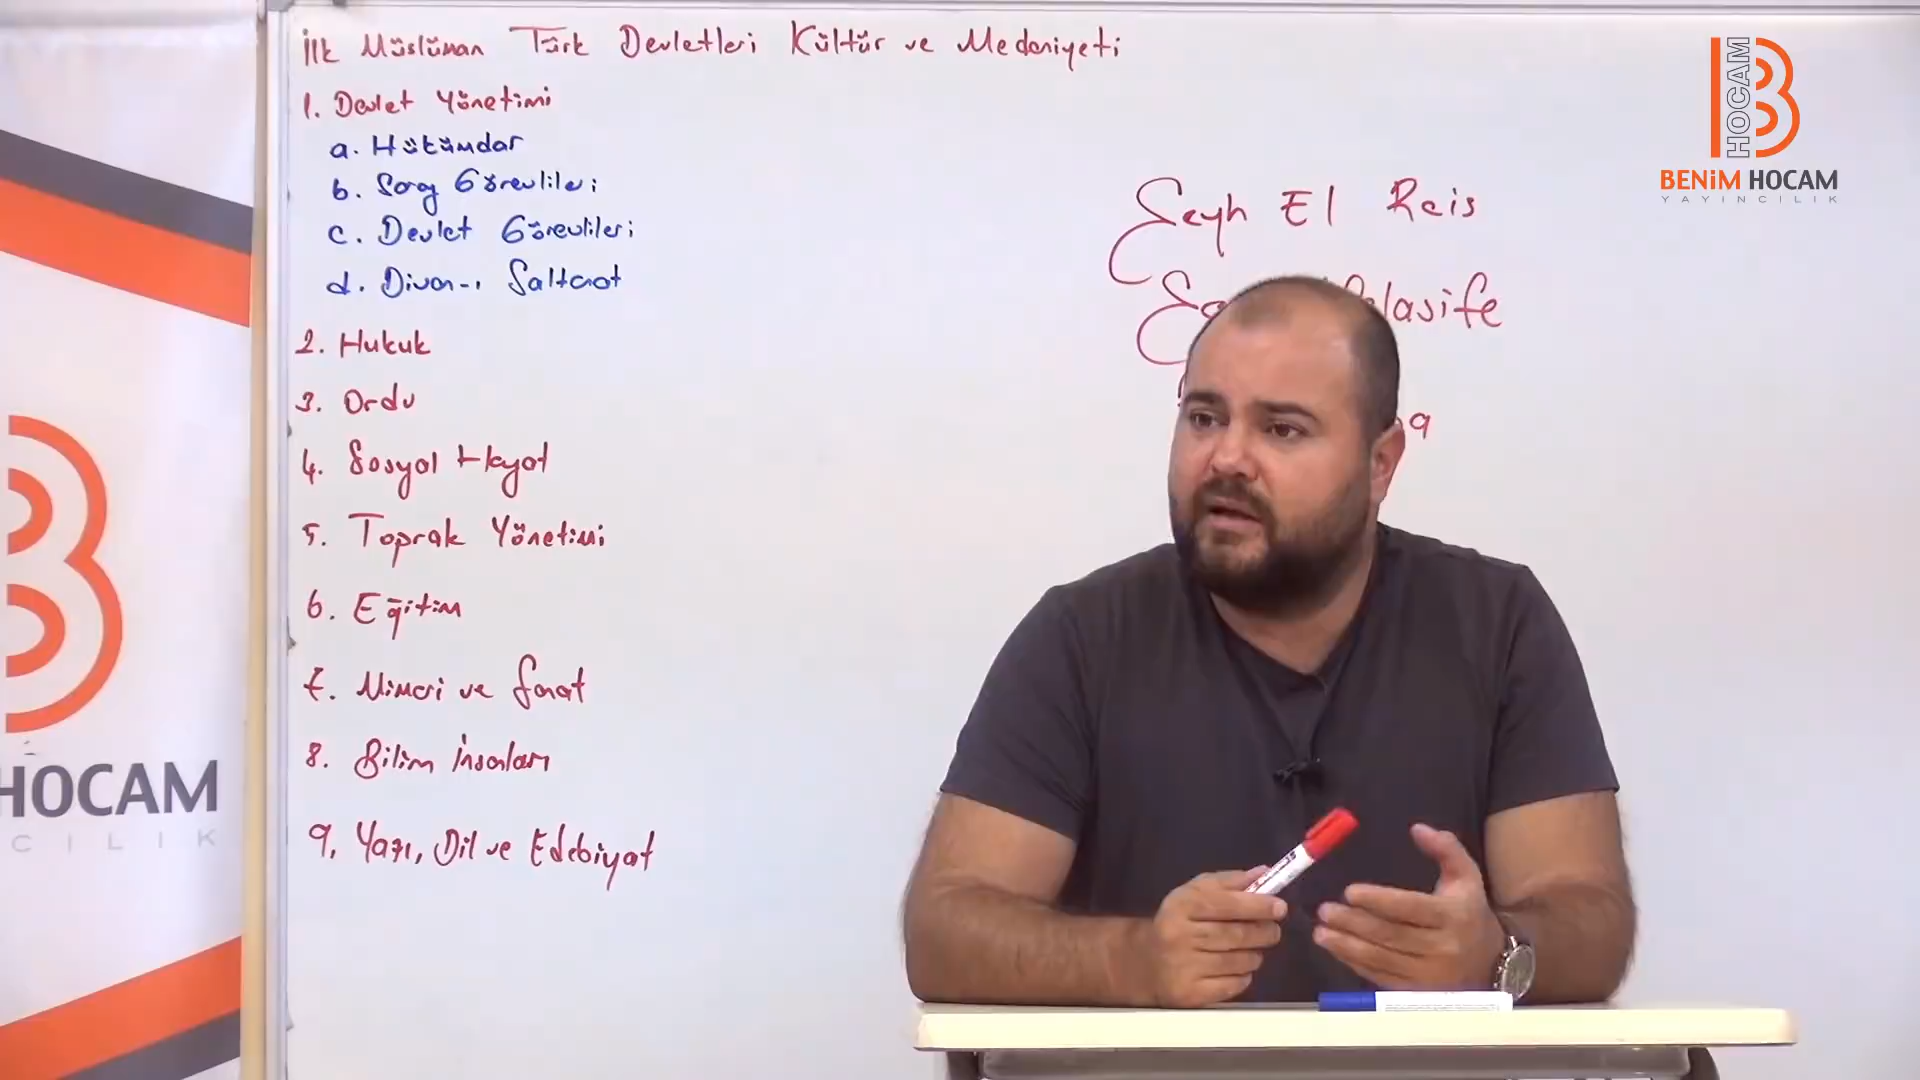 İlk Müslüman Türk Devletleri Kültür ve Medeniyeti
1. Devlet Yönetimi
a. Hükümdar
b. Saray Görevlileri
c. Devlet Görevlileri
d. Divan-ı Saltanat
2. Hukuk
3. Ordu
4. Sosyal Hayat
5. Toprak Yönetimi
6. Eğitim
7. Mimari ve Sanat
8. Bilim İnsanları
9. Yazı, Dil ve Edebiyat
Şeyh El Reis
HOCAM
B
BENİM HOCAM
YAYINCILIK
HOCAM
CILIK